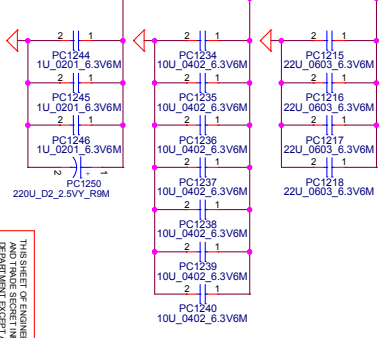 2 1
PC1244
1U_0201_6.3V6M
2 1
PC1245
1U_0201_6.3V6M
2 1
PC1246
1U_0201_6.3V6M
2 + 1
PC1250
220U_D2_2.5VY_R9M
2 1
PC1234
10U_0402_6.3V6M
2 1
PC1235
10U_0402_6.3V6M
2 1
PC1236
10U_0402_6.3V6M
2 1
PC1237
10U_0402_6.3V6M
2 1
PC1238
10U_0402_6.3V6M
2 1
PC1239
10U_0402_6.3V6M
2 1
PC1240
10U_0402_6.3V6M
2 1
PC1215
22U_0603_6.3V6M
2 1
PC1216
22U_0603_6.3V6M
2 1
PC1217
22U_0603_6.3V6M
2 1
PC1218
22U_0603_6.3V6M
THIS SHEET OF
AND TRADE SECRET
DEPARTMENT EXCEPT